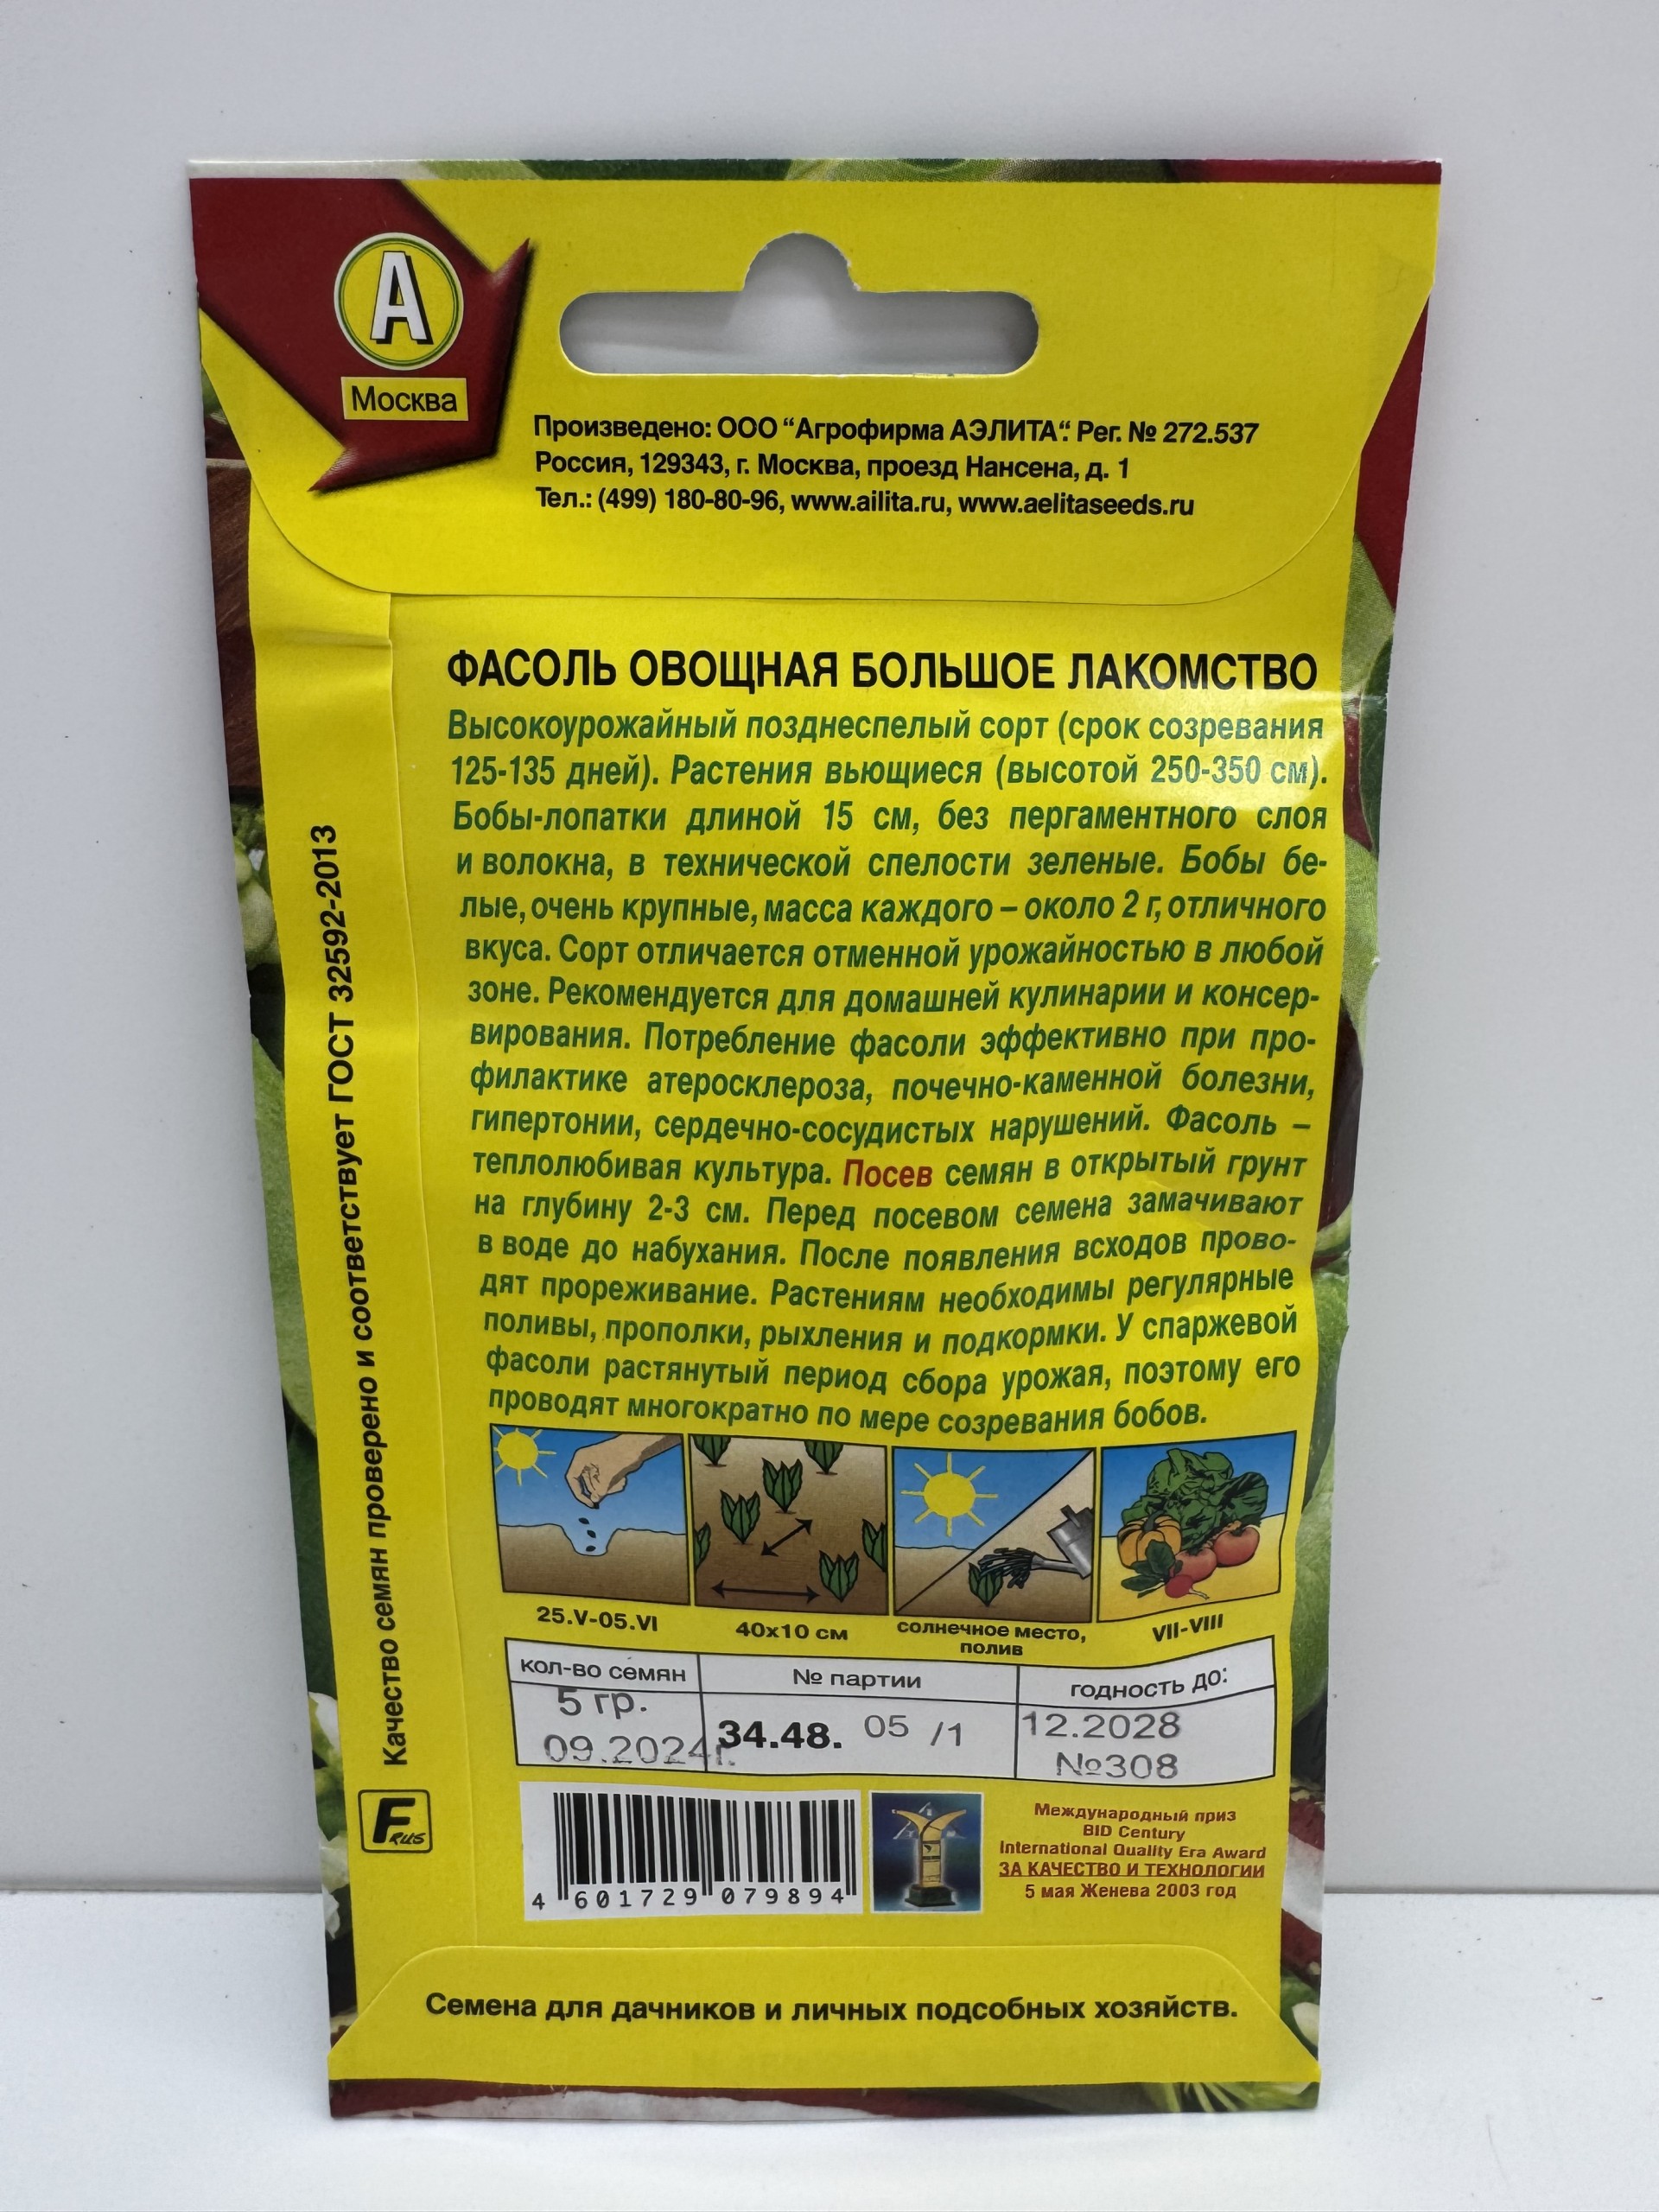 А
Москва
Произведено: ООО “Агрофирма АЭЛИТА“. Рег. № 272.537
Россия, 129343, г. Москва, проезд Нансена, д. 1
Тел.: (499) 180-80-96, www.ailita.ru, www.aelitaseeds.ru
ФАСОЛЬ ОВОЩНАЯ БОЛЬШОЕ ЛАКОМСТВО
Высокоурожайный позднеспелый сорт (срок созревания
125-135 дней). Растения вьющиеся (высотой 250-350 см).
Бобы-лопатки длиной 15 см, без пергаментного слоя
и волокна, в технической спелости зеленые. Бобы бе-
лые, очень крупные, масса каждого – около 2 г, отличного
вкуса. Сорт отличается отменной урожайностью в любой
зоне. Рекомендуется для домашней кулинарии и консер-
вирования. Потребление фасоли эффективно при про-
филактике атеросклероза, почечно-каменной болезни,
гипертонии, сердечно-сосудистых нарушений. Фасоль –
теплолюбивая культура. Посев семян в открытый грунт
на глубину 2-3 см. Перед посевом семена замачивают
в воде до набухания. После появления всходов прово-
дят прореживание. Растениям необходимы регулярные
поливы, прополки, рыхления и подкормки. У спаржевой
фасоли растянутый период сбора урожая, поэтому его
проводят многократно по мере созревания бобов.
25.V-05.VI
40х10 см
солнечное место,
полив
VII-VIII
кол-во семян
№ партии
годность до:
5 гр.
09.2024г.
34.48. 05 /1
12.2028
№308
4 601729 079894
Международный приз
BID Century
International Quality Era Award
ЗА КАЧЕСТВО И ТЕХНОЛОГИИ
5 мая Женева 2003 год
Качество семян проверено и соответствует ГОСТ 32592-2013
F RUS
Семена для дачников и личных подсобных хозяйств.